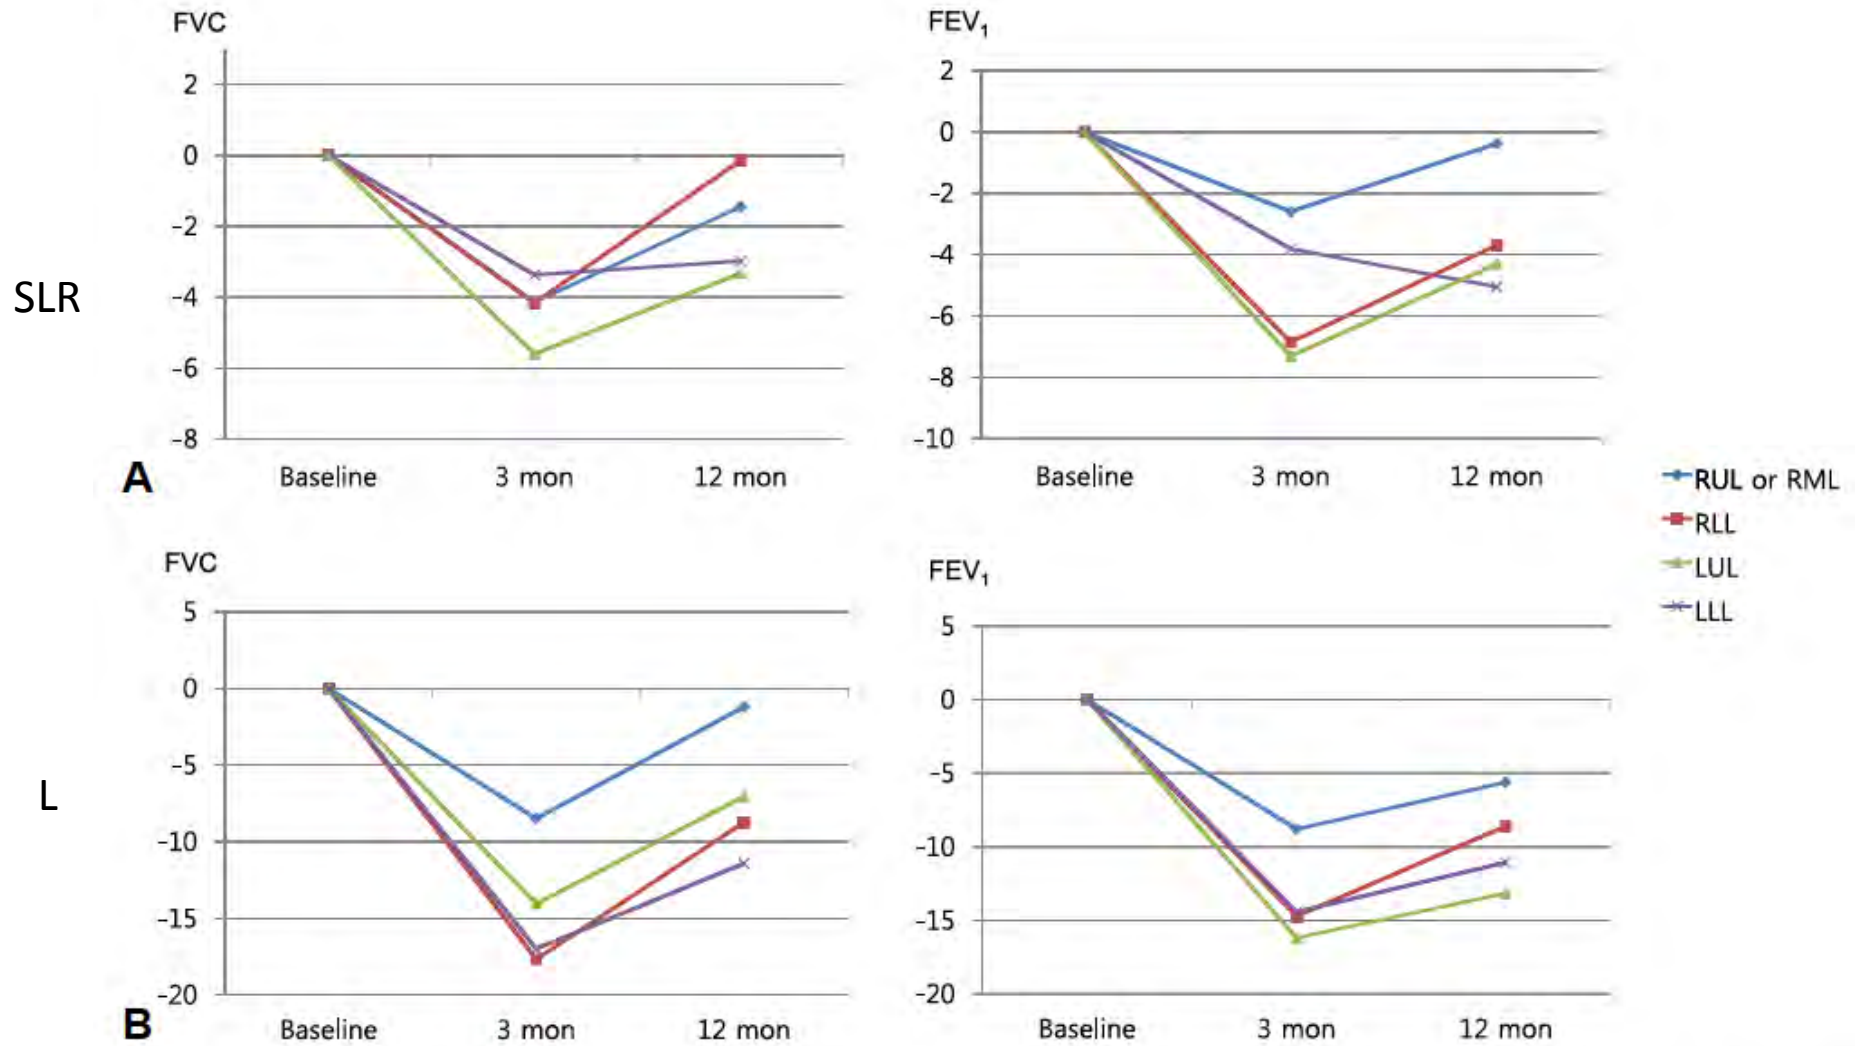 FVC
2
0
-2
-4
-6
-8
Baseline 3 mon 12 mon
SLR
A
FEV₁
2
0
-2
-4
-6
-8
-10
Baseline 3 mon 12 mon
RUL or RML
RLL
LUL
LLL
FVC
5
0
-5
-10
-15
-20
Baseline 3 mon 12 mon
L
B
FEV₁
5
0
-5
-10
-15
-20
Baseline 3 mon 12 mon